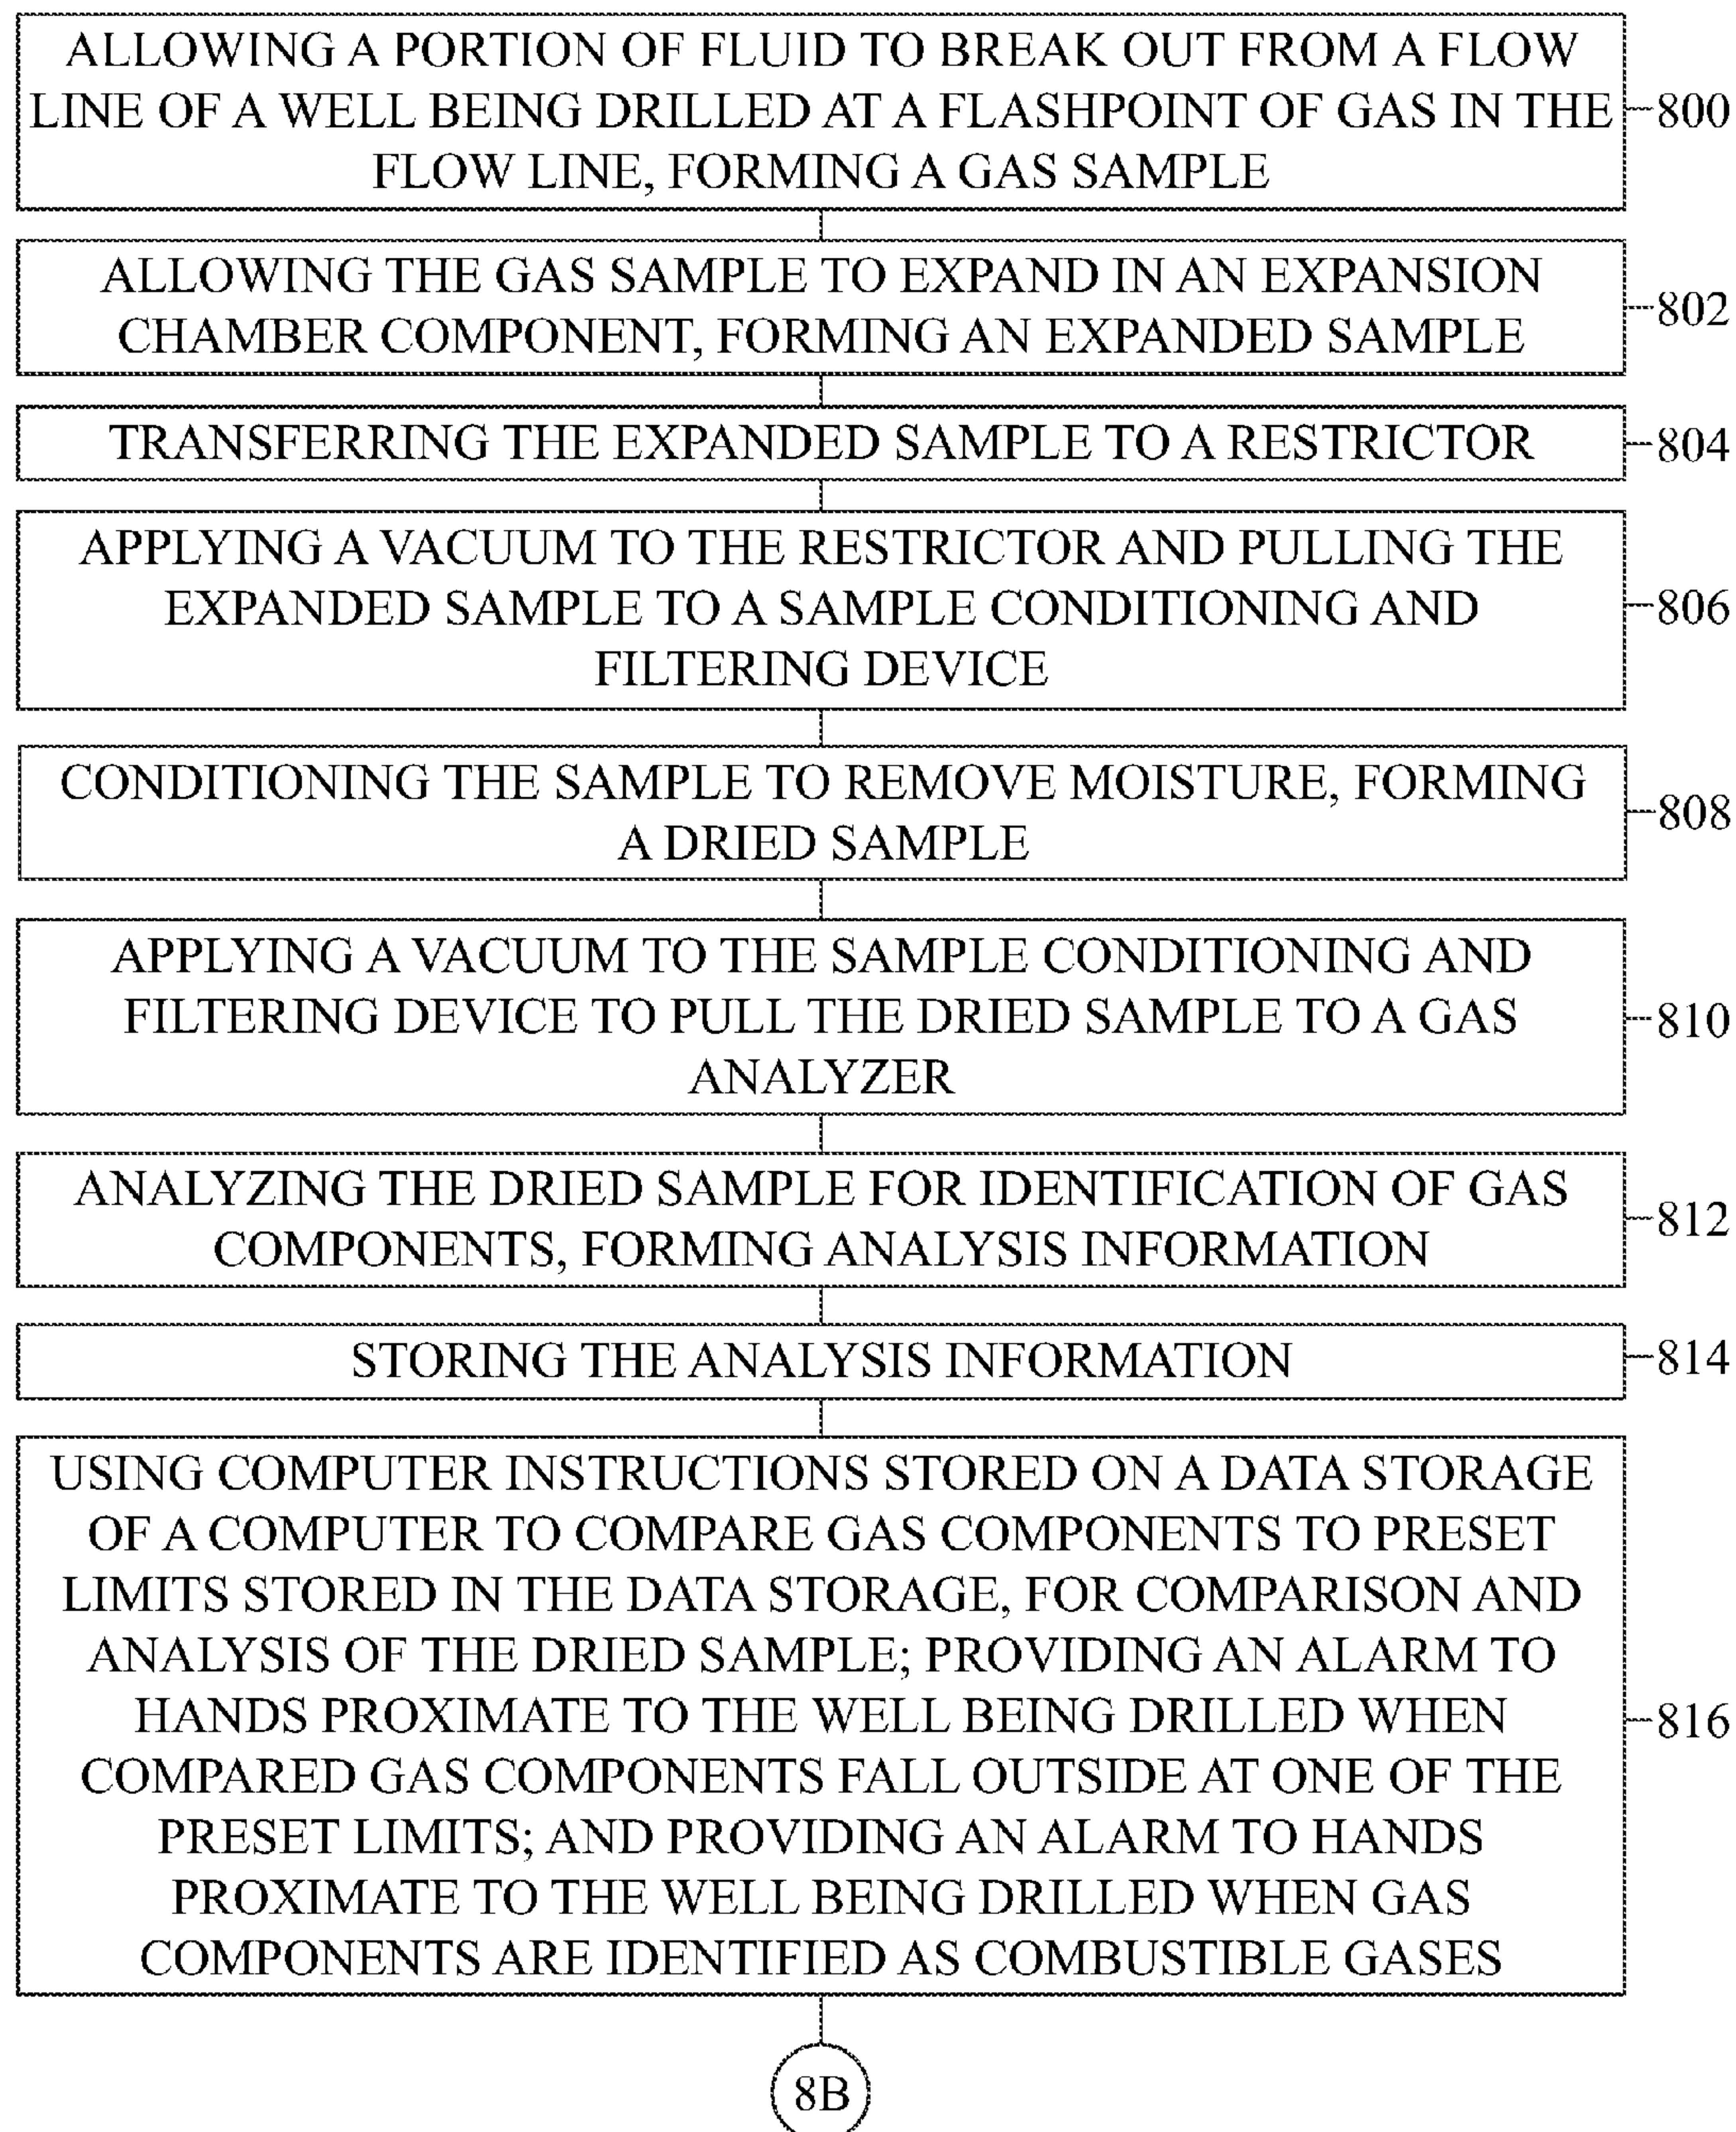 ALLOWING A PORTION OF FLUID TO BREAK OUT FROM A FLOW
LINE OF A WELL BEING DRILLED AT A FLASHPOINT OF GAS IN THE
FLOW LINE, FORMING A GAS SAMPLE
800
ALLOWING THE GAS SAMPLE TO EXPAND IN AN EXPANSION
CHAMBER COMPONENT, FORMING AN EXPANDED SAMPLE
802
TRANSFERRING THE EXPANDED SAMPLE TO A RESTRICTOR
804
APPLYING A VACUUM TO THE RESTRICTOR AND PULLING THE
EXPANDED SAMPLE TO A SAMPLE CONDITIONING AND
FILTERING DEVICE
806
CONDITIONING THE SAMPLE TO REMOVE MOISTURE, FORMING
A DRIED SAMPLE
808
APPLYING A VACUUM TO THE SAMPLE CONDITIONING AND
FILTERING DEVICE TO PULL THE DRIED SAMPLE TO A GAS
ANALYZER
810
ANALYZING THE DRIED SAMPLE FOR IDENTIFICATION OF GAS
COMPONENTS, FORMING ANALYSIS INFORMATION
812
STORING THE ANALYSIS INFORMATION
814
USING COMPUTER INSTRUCTIONS STORED ON A DATA STORAGE
OF A COMPUTER TO COMPARE GAS COMPONENTS TO PRESET
LIMITS STORED IN THE DATA STORAGE, FOR COMPARISON AND
ANALYSIS OF THE DRIED SAMPLE; PROVIDING AN ALARM TO
HANDS PROXIMATE TO THE WELL BEING DRILLED WHEN
COMPARED GAS COMPONENTS FALL OUTSIDE AT ONE OF THE
PRESET LIMITS; AND PROVIDING AN ALARM TO HANDS
PROXIMATE TO THE WELL BEING DRILLED WHEN GAS
COMPONENTS ARE IDENTIFIED AS COMBUSTIBLE GASES
816
8B